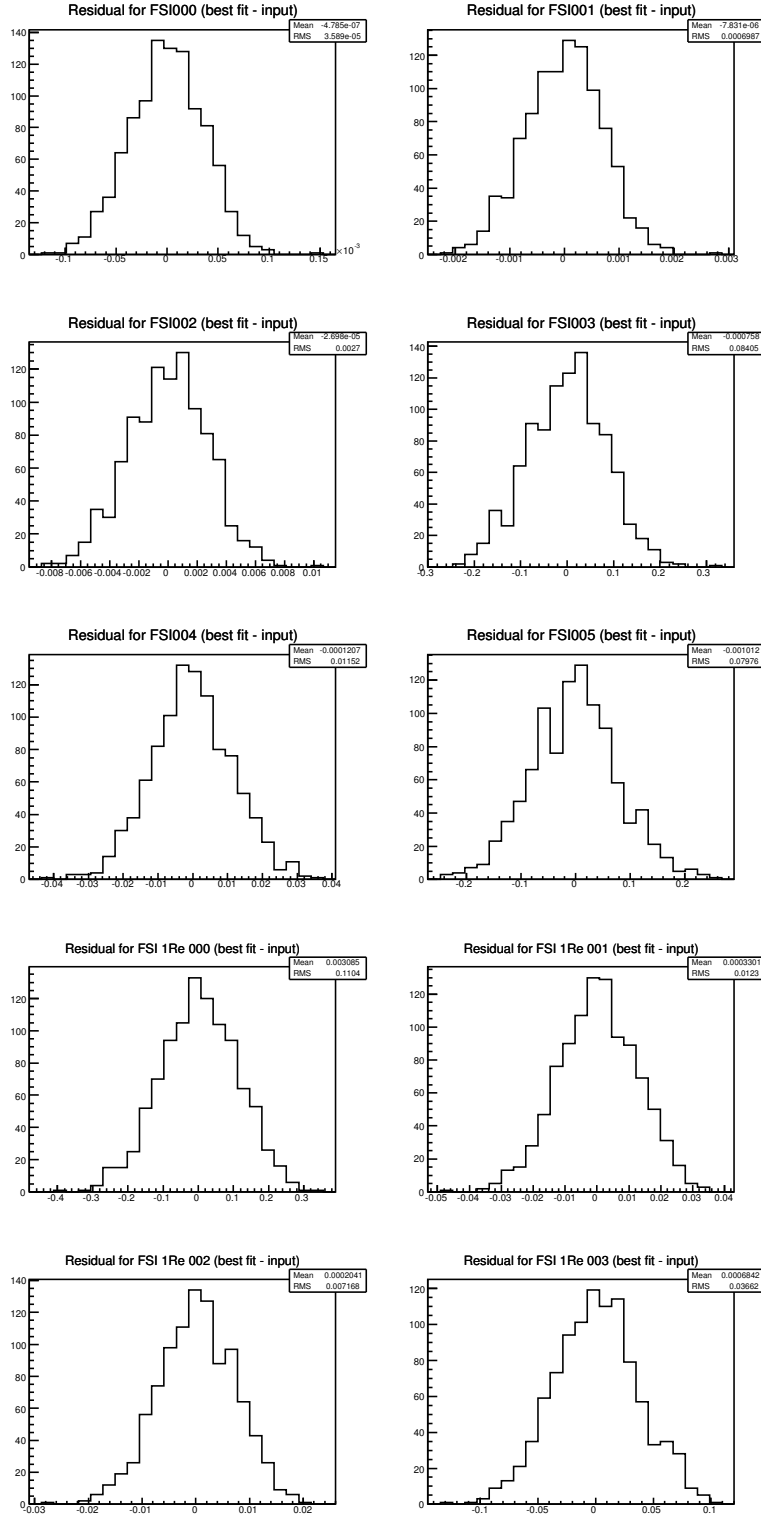 Residual for FSI000 (best fit - input)
Mean -4.785e-07
RMS 3.589e-05
140
120
100
80
60
40
20
0
-0.1 -0.05 0 0.05 0.1 0.15 ×10⁻³
Residual for FSI001 (best fit - input)
Mean -7.831e-06
RMS 0.0006987
120
100
80
60
40
20
0
-0.002 -0.001 0 0.001 0.002 0.003
Residual for FSI002 (best fit - input)
Mean -2.698e-05
RMS 0.0027
120
100
80
60
40
20
0
-0.008 -0.006 -0.004 -0.002 0 0.002 0.004 0.006 0.008 0.01
Residual for FSI003 (best fit - input)
Mean -0.000758
RMS 0.08405
140
120
100
80
60
40
20
0
-0.3 -0.2 -0.1 0 0.1 0.2 0.3
Residual for FSI004 (best fit - input)
Mean -0.0001207
RMS 0.01152
120
100
80
60
40
20
0
-0.04 -0.03 -0.02 -0.01 0 0.01 0.02 0.03 0.04
Residual for FSI005 (best fit - input)
Mean -0.001012
RMS 0.07976
120
100
80
60
40
20
0
-0.2 -0.1 0 0.1 0.2
Residual for FSI 1Re 000 (best fit - input)
Mean 0.003085
RMS 0.1104
120
100
80
60
40
20
0
-0.4 -0.3 -0.2 -0.1 0 0.1 0.2 0.3
Residual for FSI 1Re 001 (best fit - input)
Mean 0.0003301
RMS 0.0123
120
100
80
60
40
20
0
-0.05 -0.04 -0.03 -0.02 -0.01 0 0.01 0.02 0.03 0.04
Residual for FSI 1Re 002 (best fit - input)
Mean 0.0002041
RMS 0.007168
140
120
100
80
60
40
20
0
-0.03 -0.02 -0.01 0 0.01 0.02
Residual for FSI 1Re 003 (best fit - input)
Mean 0.0006842
RMS 0.03662
120
100
80
60
40
20
0
-0.1 -0.05 0 0.05 0.1